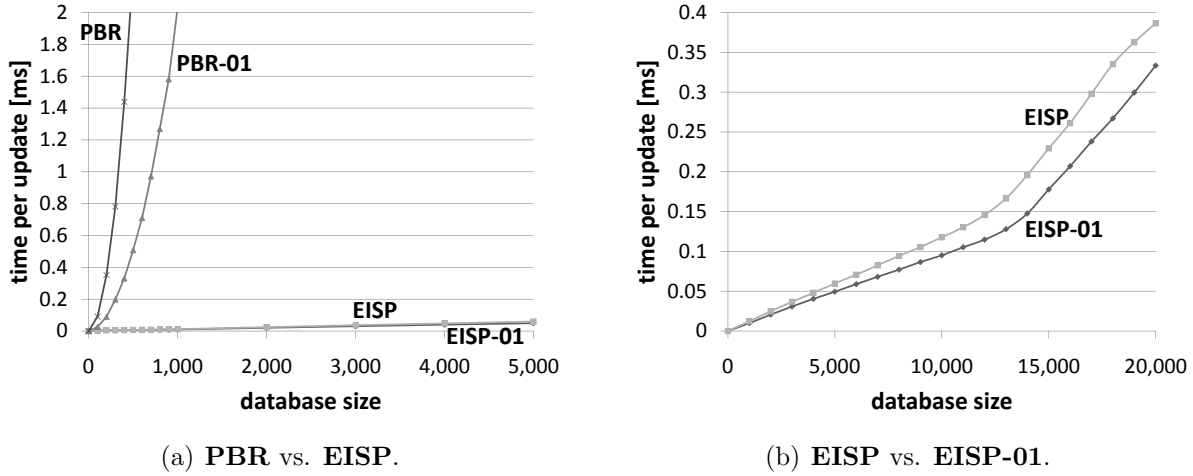 2
1.8
1.6
1.4
1.2
1
0.8
0.6
0.4
0.2
0
time per update [ms]
PBR
PBR-01
EISP
EISP-01
0 1,000 2,000 3,000 4,000 5,000
database size
(a) PBR vs. EISP.
0.4
0.35
0.3
0.25
0.2
0.15
0.1
0.05
0
time per update [ms]
EISP
EISP-01
0 5,000 10,000 15,000 20,000
database size
(b) EISP vs. EISP-01.